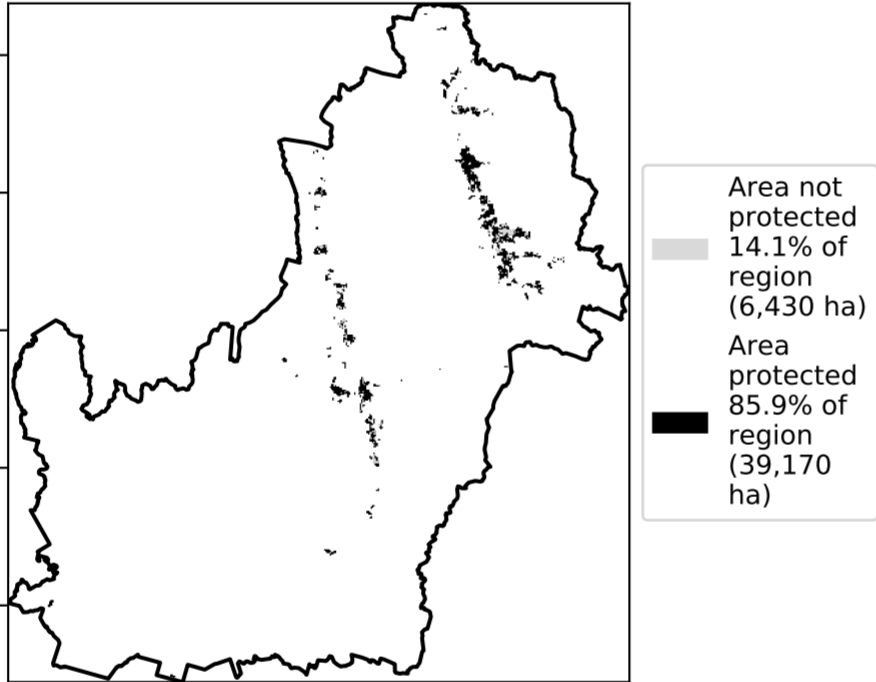 Area not
protected
14.1% of
region
(6,430 ha)
Area
protected
85.9% of
region
(39,170
ha)